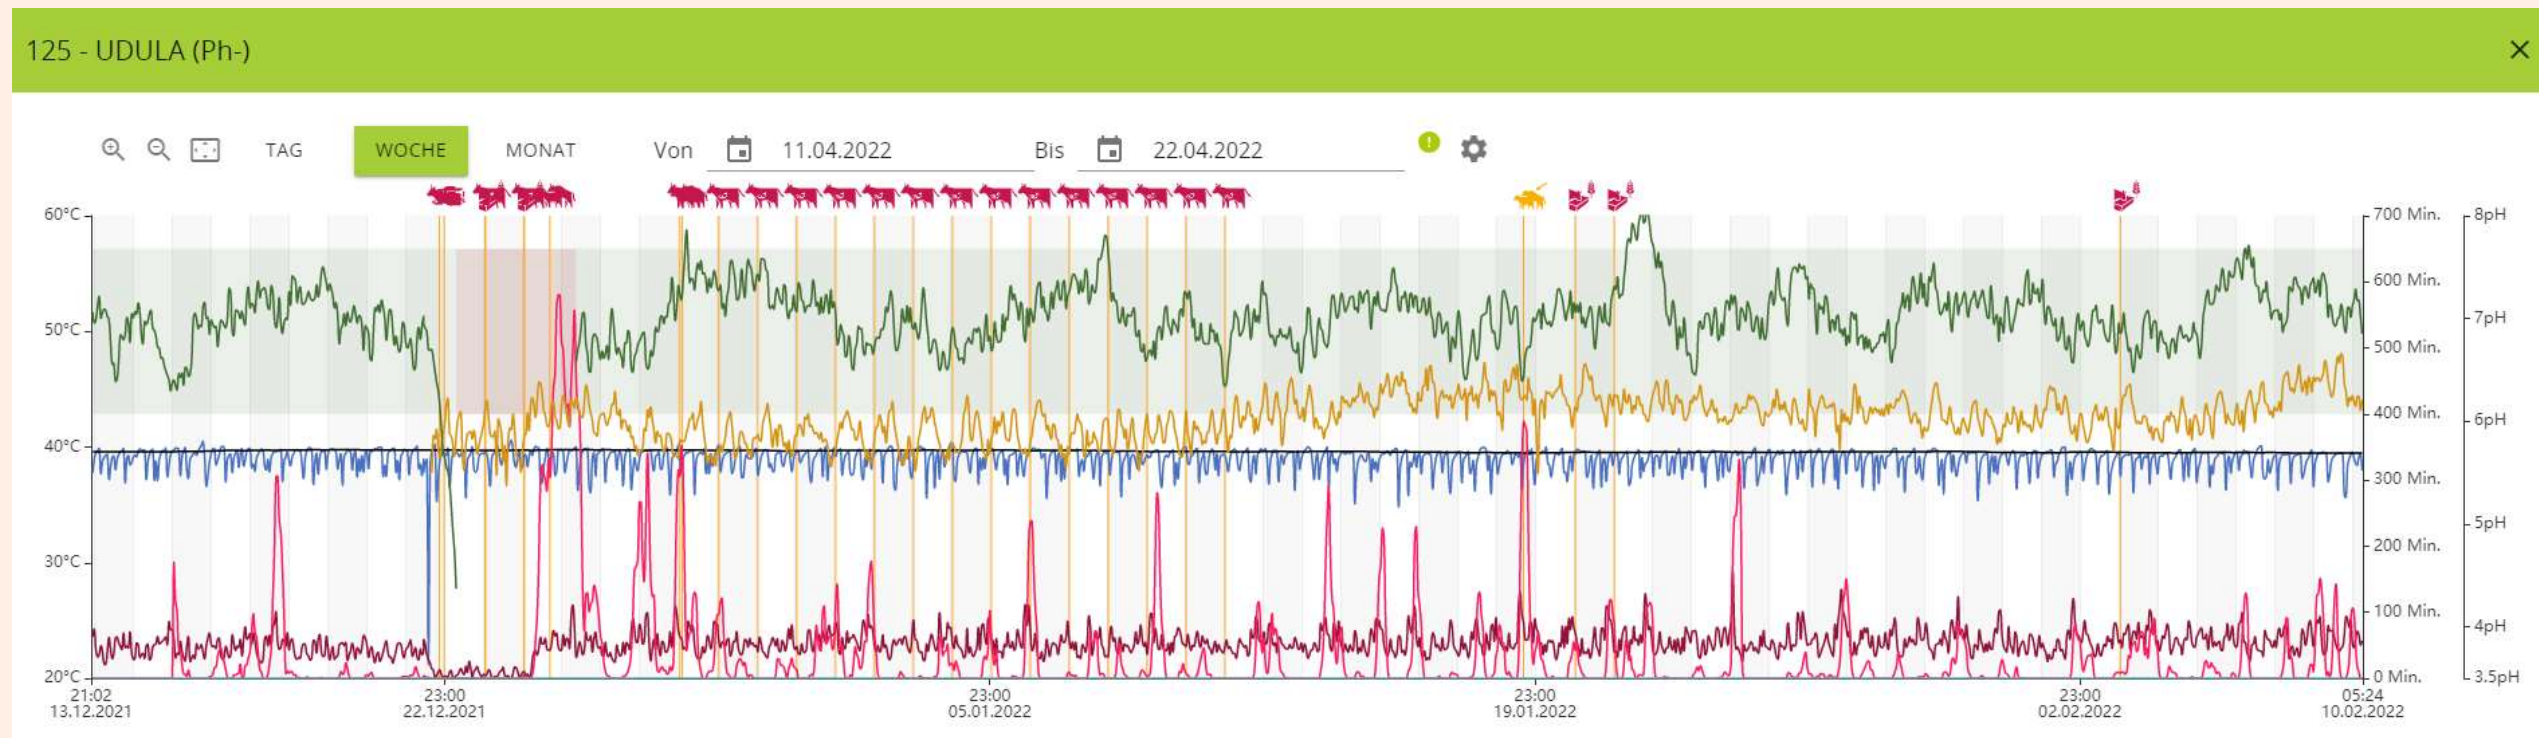 125 - UDULA (Ph-)
TAG WOCHE MONAT Von 11.04.2022 Bis 22.04.2022
60°C 700 Min. 8pH
600 Min.
50°C 7pH
500 Min.
400 Min. 6pH
40°C
300 Min.
5pH
30°C 200 Min.
100 Min.
4pH
20°C 0 Min. 3.5pH
21:02 23:00 23:00 23:00 23:00 05:24
13.12.2021 22.12.2021 05.01.2022 19.01.2022 02.02.2022 10.02.2022